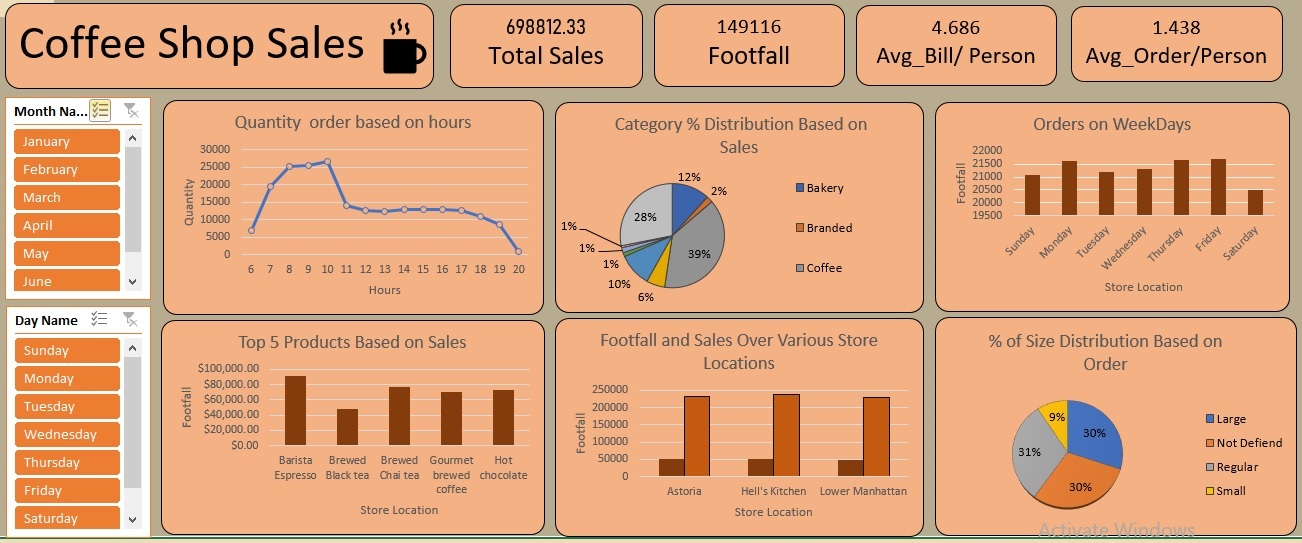 Coffee Shop Sales
698812.33
Total Sales
149116
Footfall
4.686
Avg_Bill/ Person
1.438
Avg_Order/Person
Month Na...
January
February
March
April
May
June
Day Name
Sunday
Monday
Tuesday
Wednesday
Thursday
Friday
Saturday
Quantity  order based on hours
Quantity
30000
25000
20000
15000
10000
5000
0
6 7 8 9 10 11 12 13 14 15 16 17 18 19 20
Hours
Category % Distribution Based on
Sales
12%
2%
39%
6%
10%
1%
1%
1%
28%
Bakery
Branded
Coffee
Orders on WeekDays
Footfall
22000
21500
21000
20500
20000
19500
Sunday
Monday
Tuesday
Wednesday
Thursday
Friday
Saturday
Store Location
Top 5 Products Based on Sales
Footfall
$100,000.00
$80,000.00
$60,000.00
$40,000.00
$20,000.00
$0.00
Barista
Espresso
Brewed
Black tea
Brewed
Chai tea
Gourmet
brewed
coffee
Hot
chocolate
Store Location
Footfall and Sales Over Various Store
Locations
Footfall
250000
200000
150000
100000
50000
0
Astoria
Hell's Kitchen
Lower Manhattan
Store Location
% of Size Distribution Based on
Order
30%
30%
31%
9%
Large
Not Defiend
Regular
Small
Activate Windows